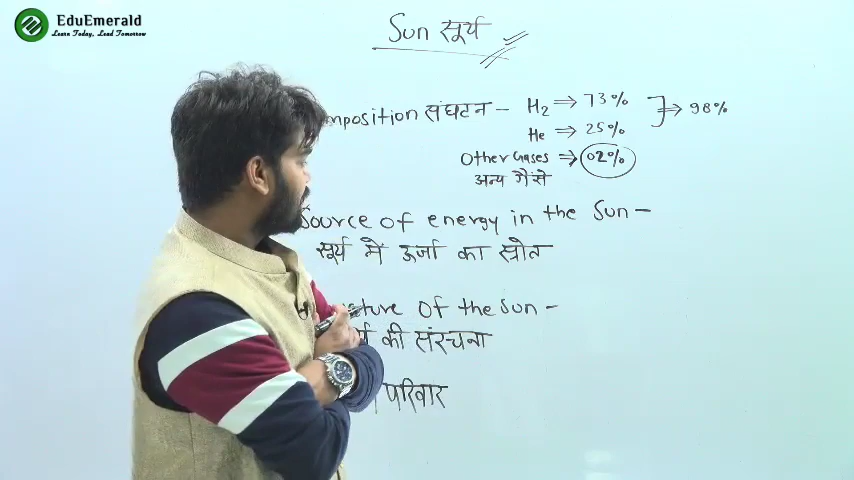 EduEmerald
Learn Today, Lead Tomorrow
Sun सूर्य
mposition संघटन – H2 ⇒ 73% ⇒ 98%
He ⇒ 25%
Other Gases ⇒ 02%
अन्य गैसे
Source of energy in the Sun –
सूर्य में ऊर्जा का स्रोत
cture of the Sun –
की संरचना
परिवार